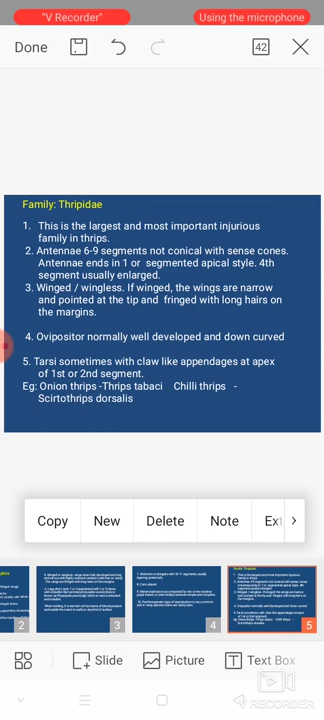 "V Recorder"
Using the microphone
Done
42
Family: Thripidae
1. This is the largest and most important injurious
family in thrips.
2. Antennae 6-9 segments not conical with sense cones.
Antennae ends in 1 or segmented apical style. 4th
segment usually enlarged.
3. Winged / wingless. If winged, the wings are narrow
and pointed at the tip and fringed with long hairs on
the margins.
4. Ovipositor normally well developed and down curved
5. Tarsi sometimes with claw like appendages at apex
of 1st or 2nd segment.
Eg: Onion thrips -Thrips tabaci Chilli thrips -
Scirtothrips dorsalis
Copy
New
Delete
Note
Ext
2
3
4
5
Slide
Picture
Text Box
RECORDER